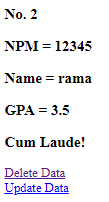 No. 2
NPM = 12345
Name = rama
GPA = 3.5
Cum Laude!
Delete Data
Update Data